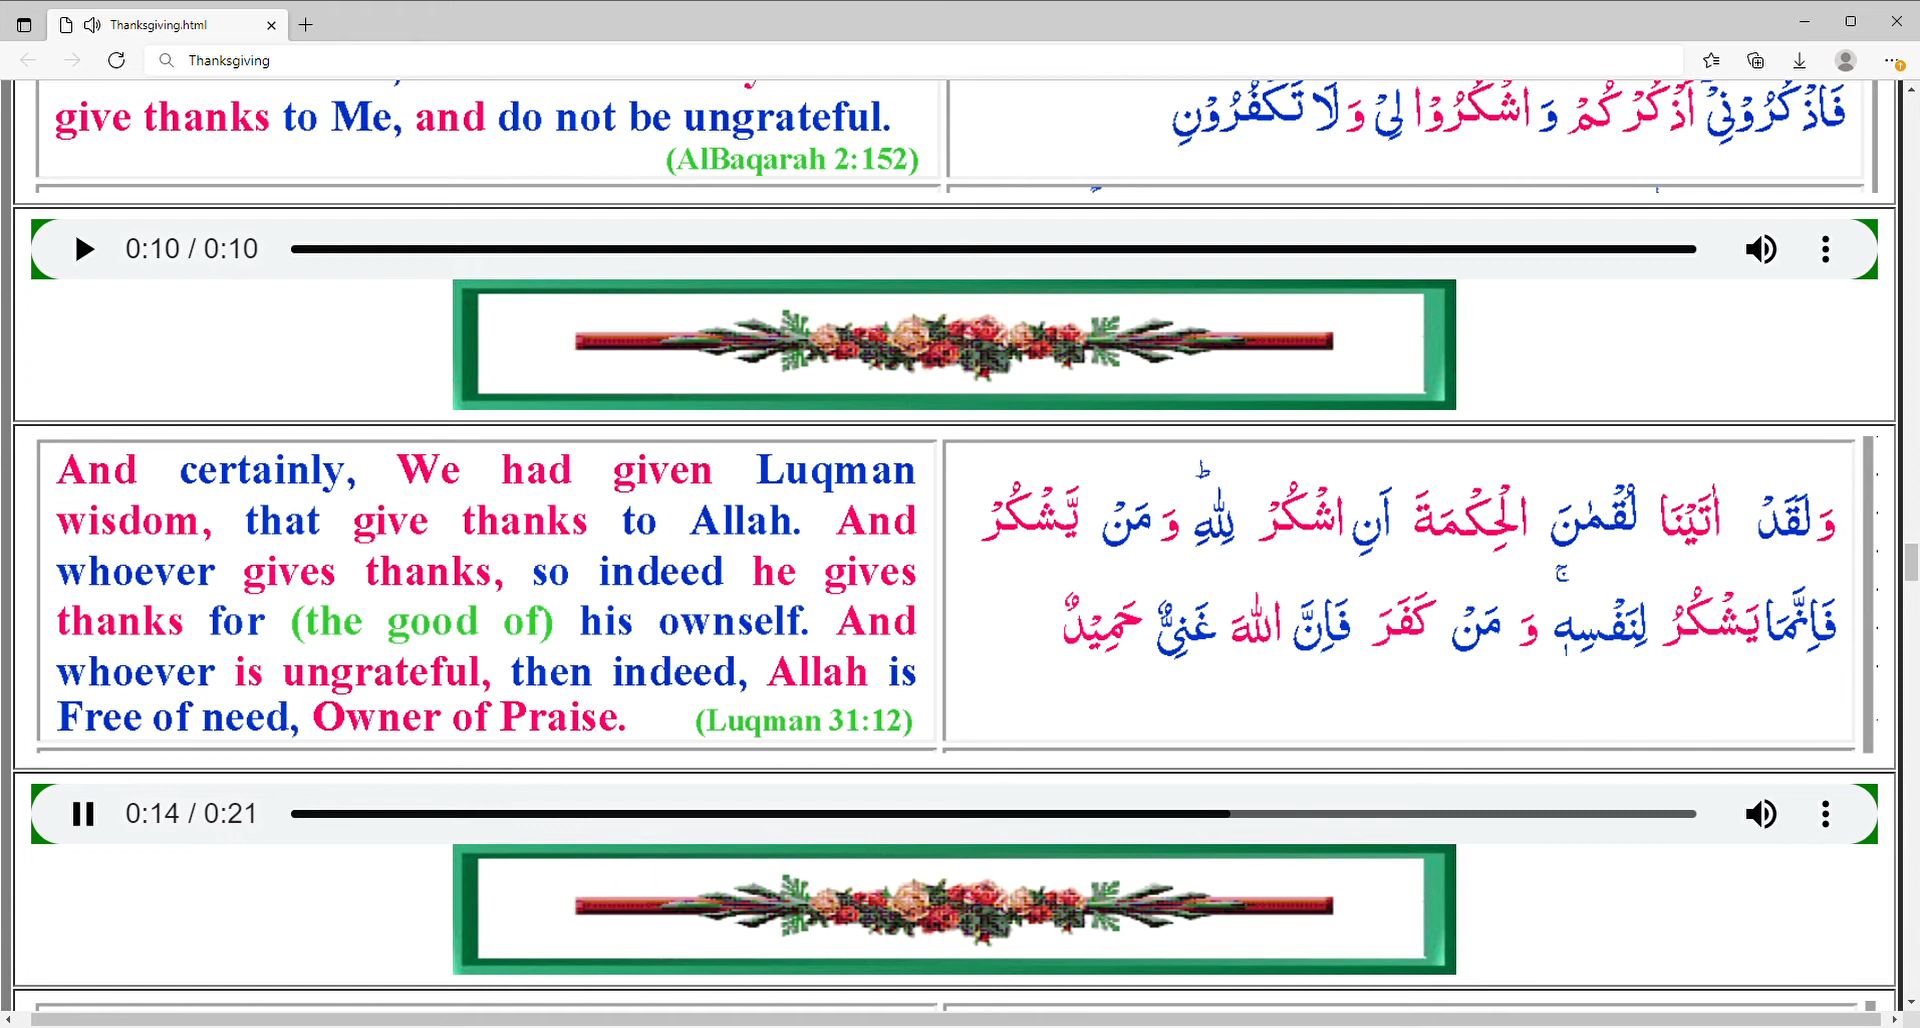 Thanksgiving.html
Thanksgiving
give thanks to Me, and do not be ungrateful.
(AlBaqarah 2:152)
فَاذْكُرُوْنِيْٓ اَذْكُرْكُمْ وَ اشْكُرُوْا لِيْ وَ لَا تَكْفُرُوْنِ
0:10 / 0:10
And certainly, We had given Luqman
wisdom, that give thanks to Allah. And
whoever gives thanks, so indeed he gives
thanks for (the good of) his ownself. And
whoever is ungrateful, then indeed, Allah is
Free of need, Owner of Praise. (Luqman 31:12)
وَ لَقَدْ اٰتَيْنَا لُقْمٰنَ الْحِكْمَةَ اَنِ اشْكُرْ لِلّٰهِ ؕ وَ مَنْ يَّشْكُرْ
فَاِنَّمَا يَشْكُرُ لِنَفْسِهٖ ۚ وَ مَنْ كَفَرَ فَاِنَّ اللّٰهَ غَنِيٌّ حَمِيْدٌ
0:14 / 0:21